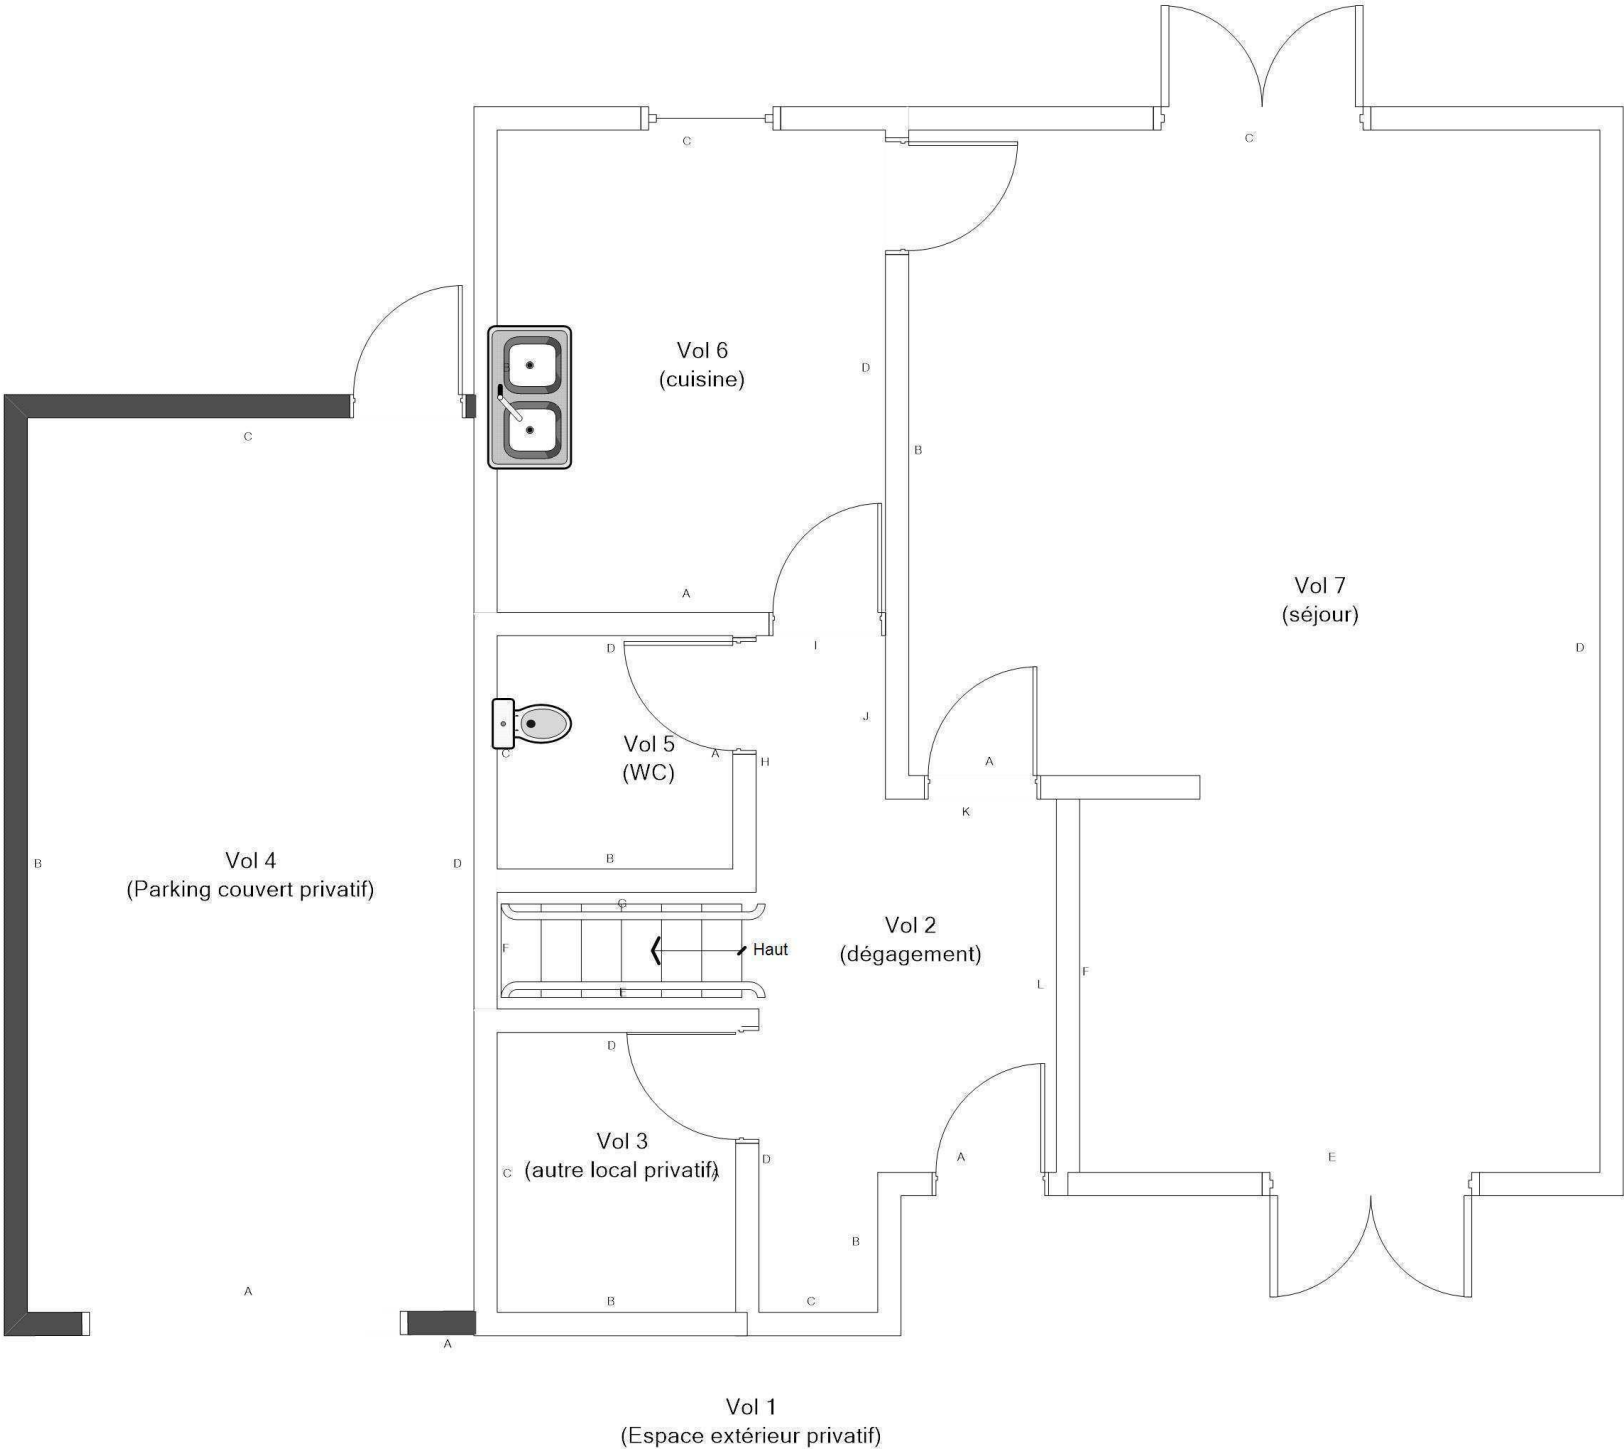 C
C
Vol 6
(cuisine)
B
D
C
B
A
Vol 7
(séjour)
D
I
D
J
Vol 5
(WC)
C
A
H
A
K
Vol 4
(Parking couvert privatif)
B
D
B
G
Vol 2
(dégagement)
F
Haut
E
L
F
D
Vol 3
(autre local privatif)
C
A
D
A
E
B
A
B
C
A
Vol 1
(Espace extérieur privatif)